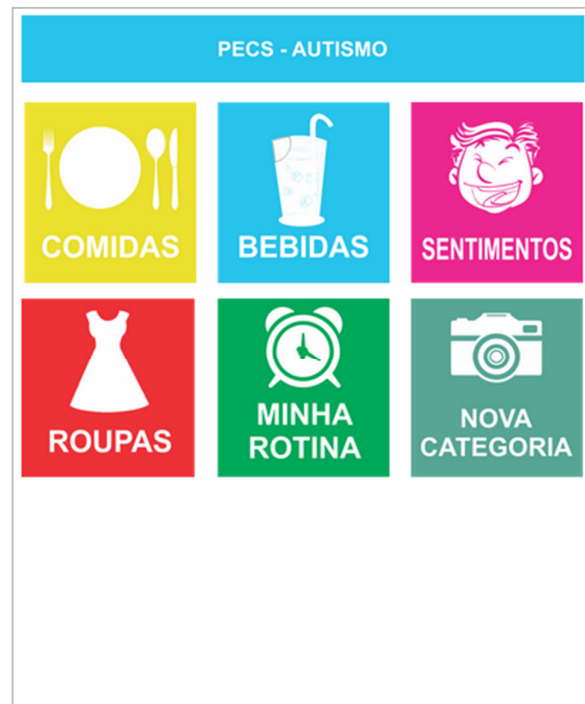 PECS - AUTISMO
COMIDAS
BEBIDAS
SENTIMENTOS
ROUPAS
MINHA
ROTINA
NOVA
CATEGORIA